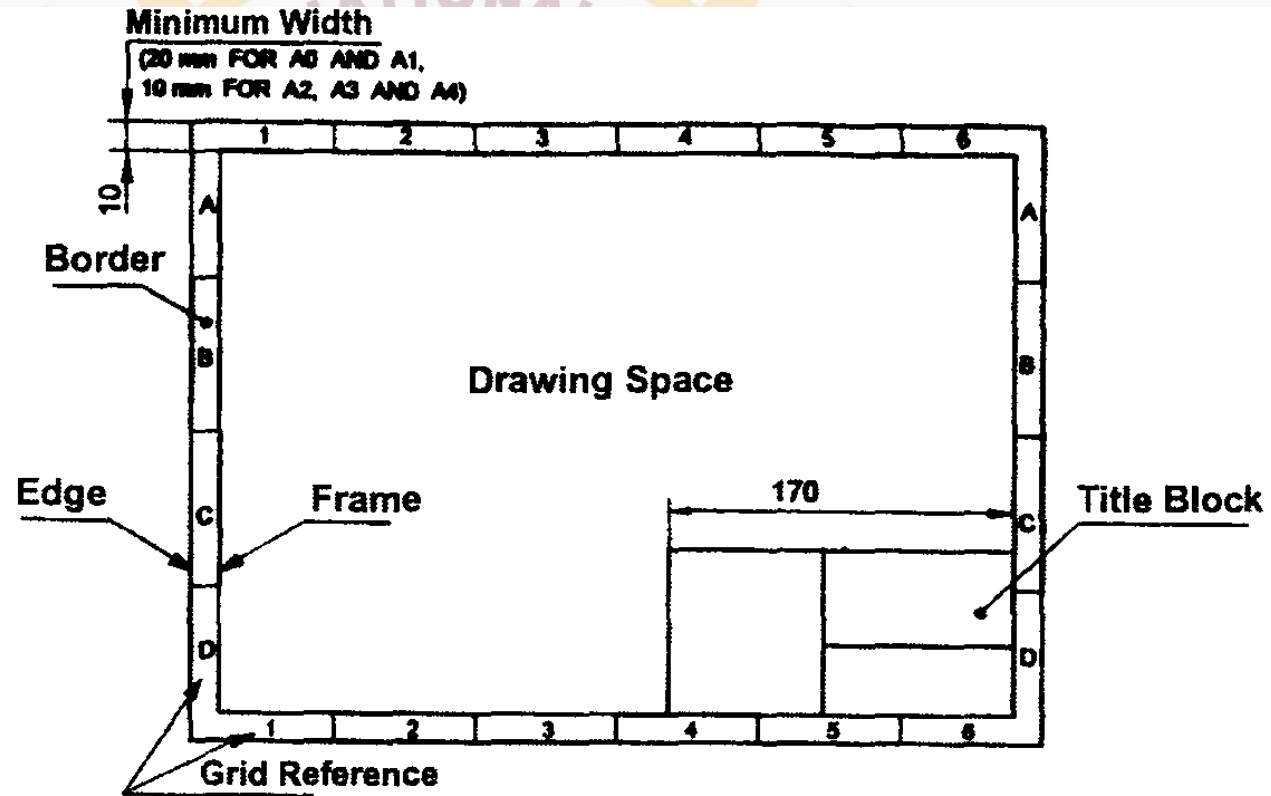 Minimum Width
(20 mm FOR A0 AND A1,
10 mm FOR A2, A3 AND A4)
1 2 3 4 5 6
10
A A
Border
B B
Drawing Space
Edge Frame 170 Title Block
C C
D D
1 2 3 4 5 6
Grid Reference